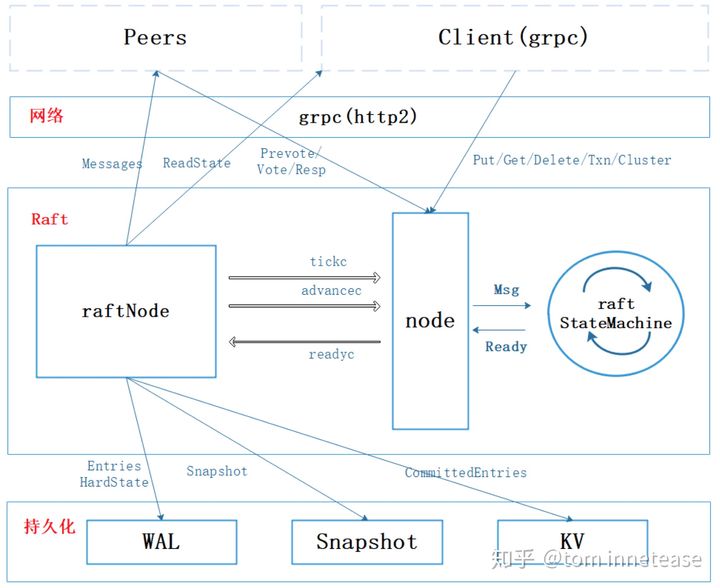 Peers
Client(grpc)
网络
grpc(http2)
Messages
ReadState
Prevote/
Vote/Resp
Put/Get/Delete/Txn/Cluster
Raft
raftNode
tickc
advancec
readyc
node
Msg
Ready
raft
StateMachine
Entries
HardState
Snapshot
CommittedEntries
持久化
WAL
Snapshot
KV
知乎 @tom.innetease